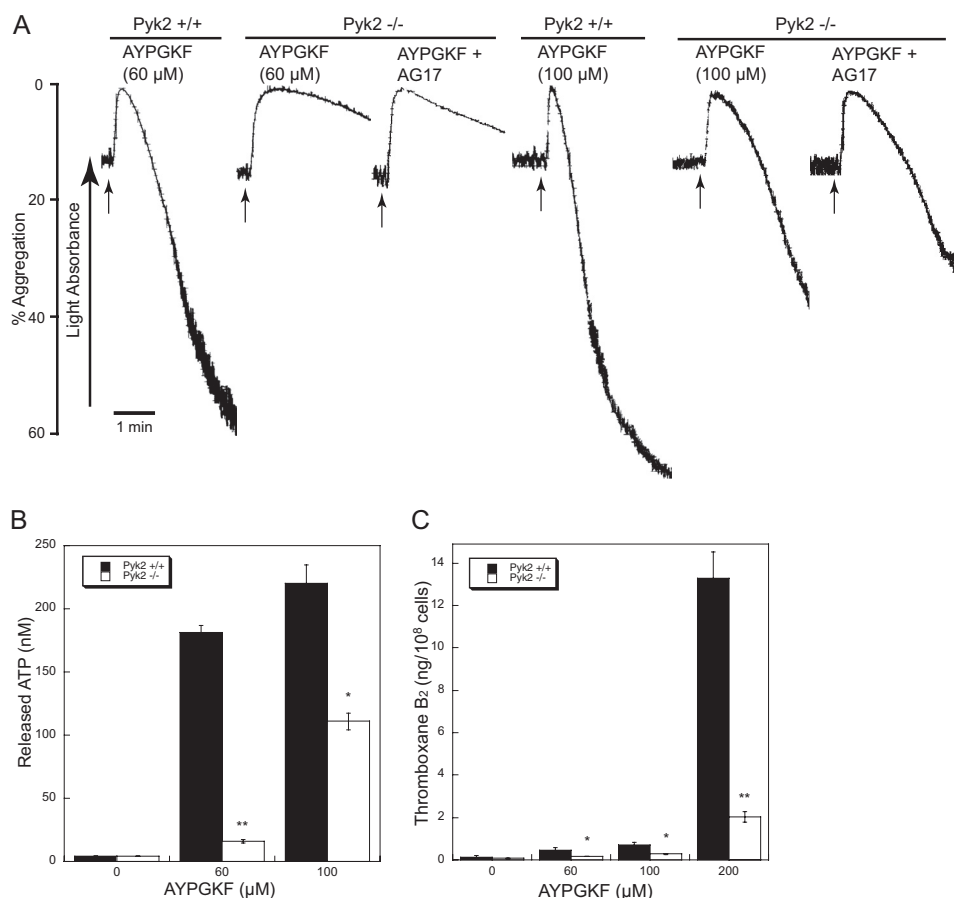 A
Pyk2 +/+
Pyk2 -/-
Pyk2 +/+
Pyk2 -/-
AYPGKF
(60 µM)
AYPGKF
(60 µM)
AYPGKF +
AG17
AYPGKF
(100 µM)
AYPGKF
(100 µM)
AYPGKF +
AG17
0
20
40
60
% Aggregation
Light Absorbance
1 min
B
250
200
150
100
50
0
Released ATP (nM)
Pyk2 +/+
Pyk2 -/-
**
*
0
60
100
AYPGKF (µM)
C
14
12
10
8
6
4
2
0
Thromboxane B2 (ng/10⁸ cells)
Pyk2 +/+
Pyk2 -/-
*
*
**
0
60
100
200
AYPGKF (µM)